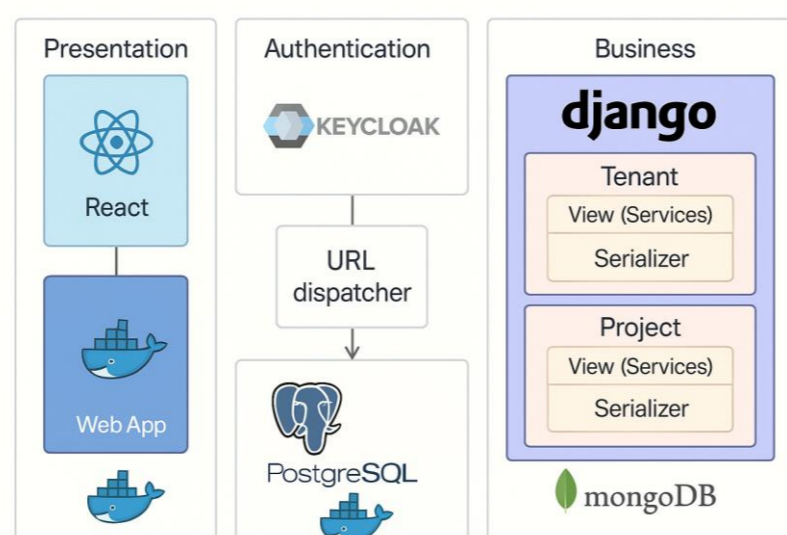 Presentation
React
Web App
Authentication
KEYCLOAK
URL
dispatcher
PostgreSQL
Business
django
Tenant
View (Services)
Serializer
Project
View (Services)
Serializer
mongoDB